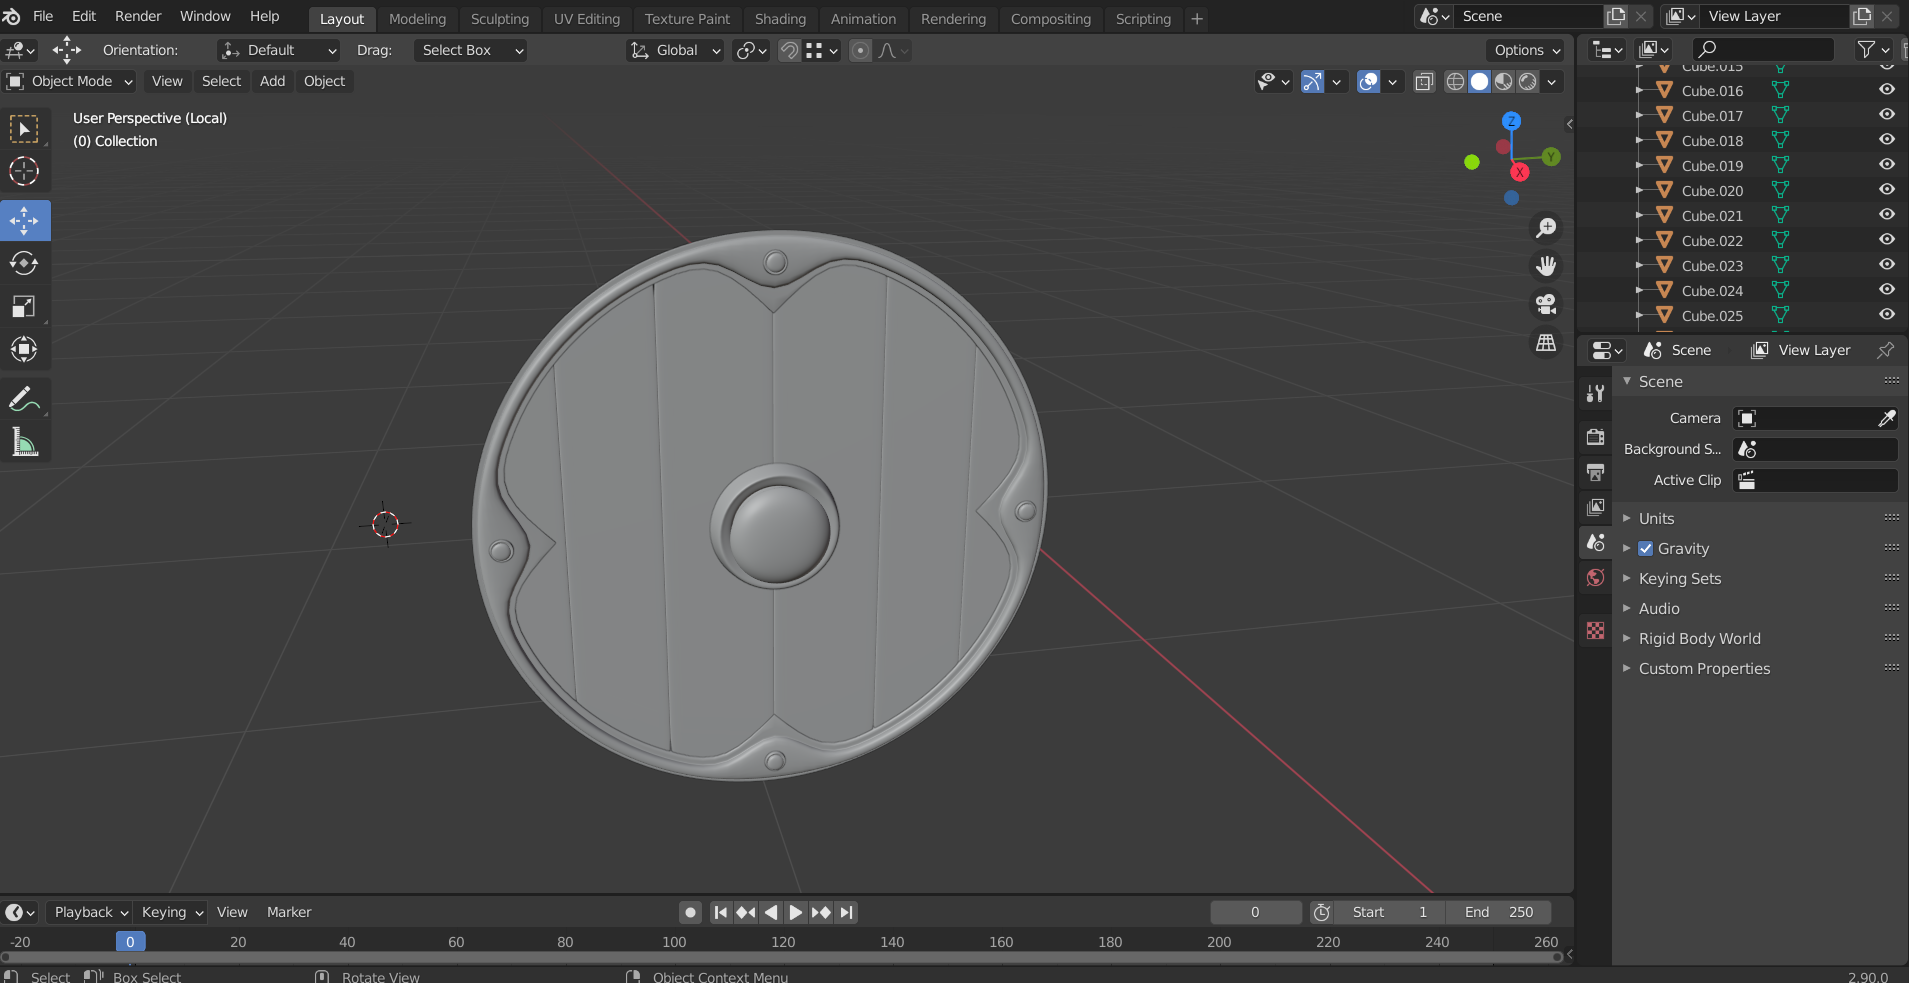 File Edit Render Window Help Layout Modeling Sculpting UV Editing Texture Paint Shading Animation Rendering Compositing Scripting + Scene View Layer
Orientation: Default Drag: Select Box Global Options
Object Mode View Select Add Object
User Perspective (Local)
(0) Collection
Z
Y
X
Cube.015
Cube.016
Cube.017
Cube.018
Cube.019
Cube.020
Cube.021
Cube.022
Cube.023
Cube.024
Cube.025
Scene View Layer
Scene
Camera
Background S...
Active Clip
Units
Gravity
Keying Sets
Audio
Rigid Body World
Custom Properties
Playback Keying View Marker 0 Start 1 End 250
-20 0 20 40 60 80 100 120 140 160 180 200 220 240 260
Select Box Select Rotate View Object Context Menu 2.90.0